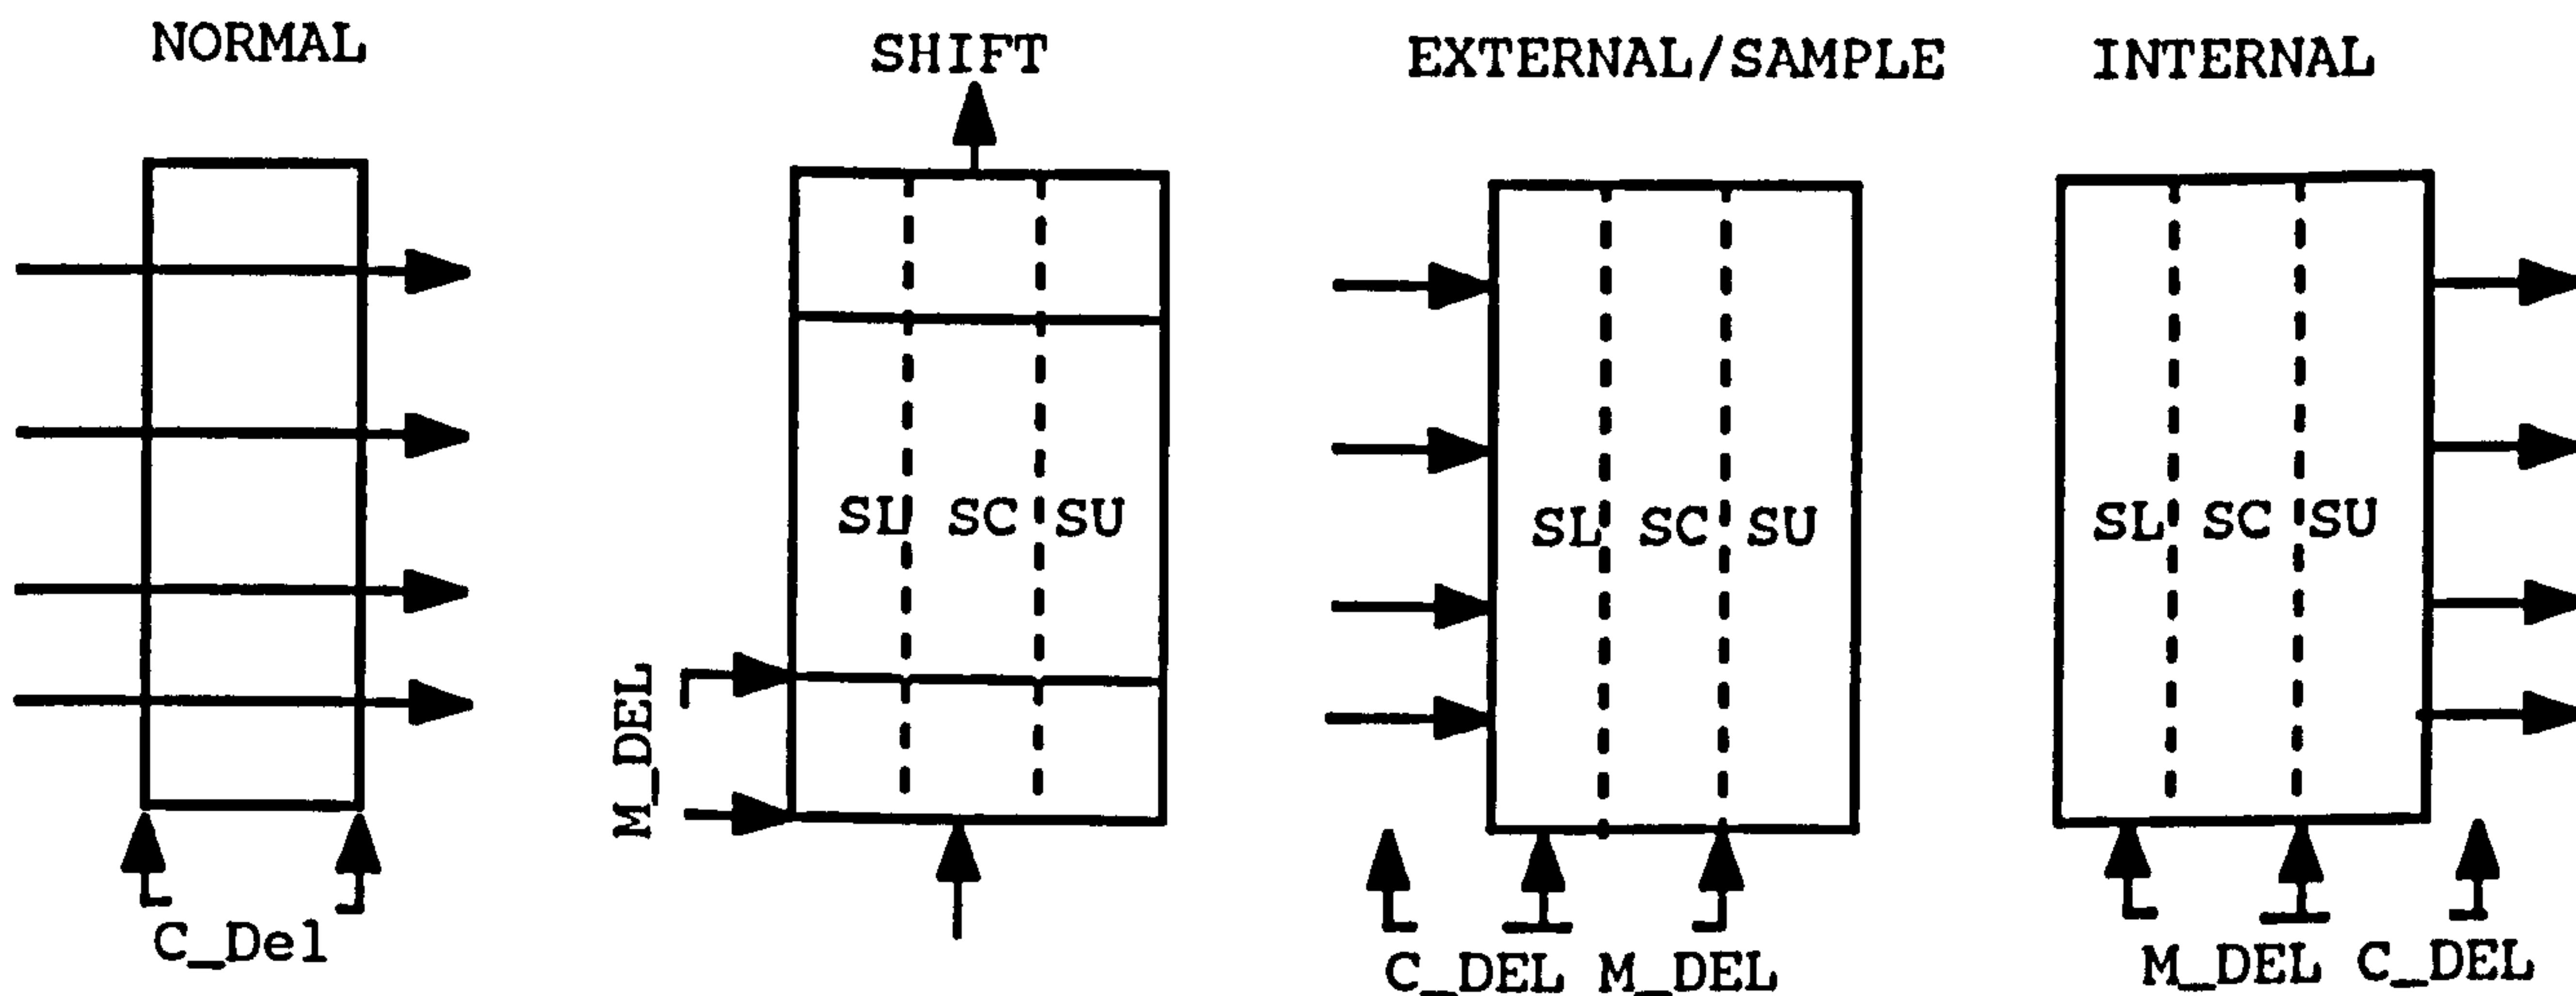 NORMAL
SHIFT
EXTERNAL/SAMPLE
INTERNAL
SL SC SU
SL SC SU
SL SC SU
M_DEL
C_Del
C_DEL M_DEL
M_DEL C_DEL